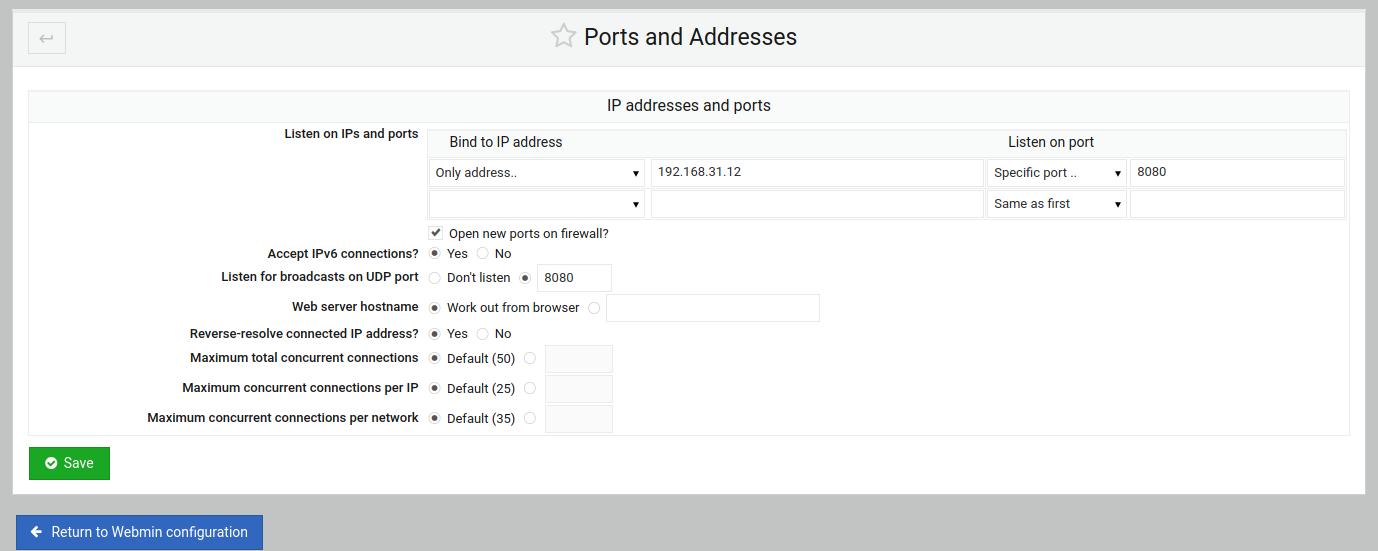 Ports and Addresses
IP addresses and ports
Listen on IPs and ports
Bind to IP address Listen on port
Only address.. 192.168.31.12 Specific port .. 8080
Same as first
Open new ports on firewall?
Accept IPv6 connections? Yes No
Listen for broadcasts on UDP port Don't listen 8080
Web server hostname Work out from browser
Reverse-resolve connected IP address? Yes No
Maximum total concurrent connections Default (50)
Maximum concurrent connections per IP Default (25)
Maximum concurrent connections per network Default (35)
Save
Return to Webmin configuration